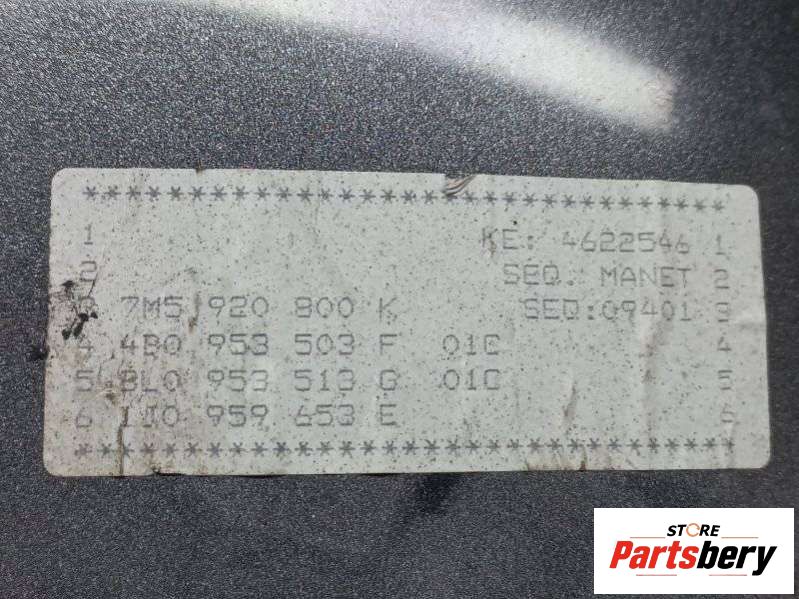 ************************************
1 KE: 4622546 1
2 SEQ. MANET 2
3 7M5 920 800 K SEQ:09401 3
4 4B0 953 503 F 01C 4
5 8L0 953 513 G 01C 5
6 1J0 959 653 E 6
************************************
STORE
Partsbery